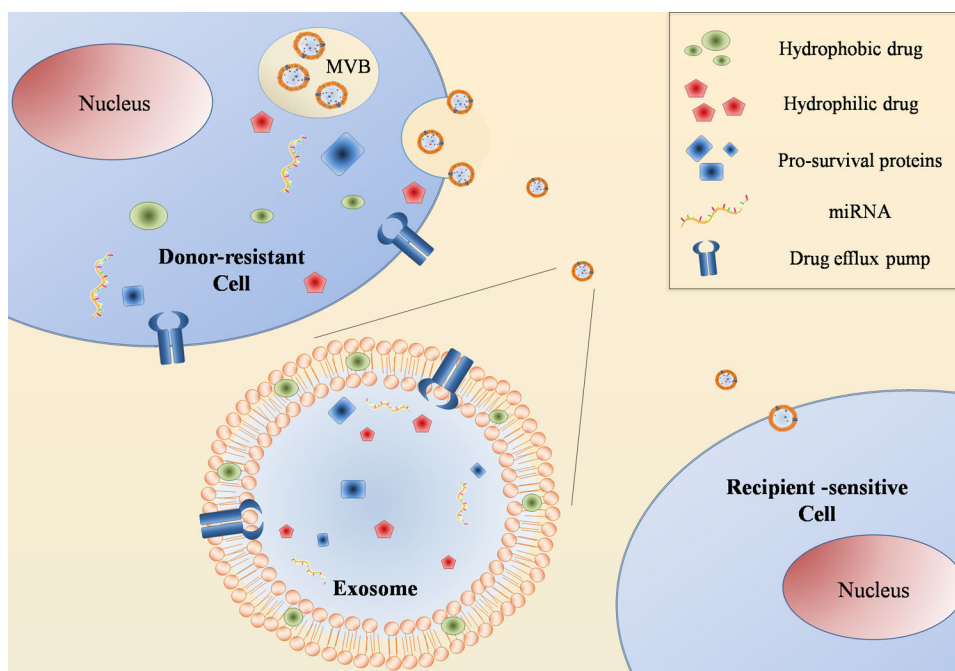 Nucleus
MVB
Donor-resistant
Cell
Hydrophobic drug
Hydrophilic drug
Pro-survival proteins
miRNA
Drug efflux pump
Exosome
Recipient -sensitive
Cell
Nucleus